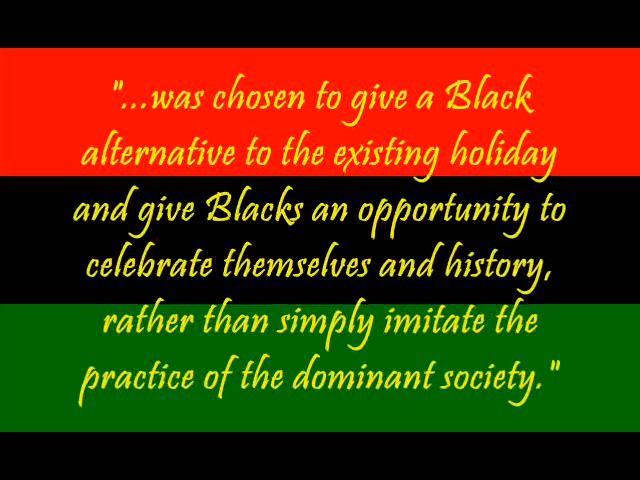 "...was chosen to give a Black
alternative to the existing holiday
and give Blacks an opportunity to
celebrate themselves and history,
rather than simply imitate the
practice of the dominant society."